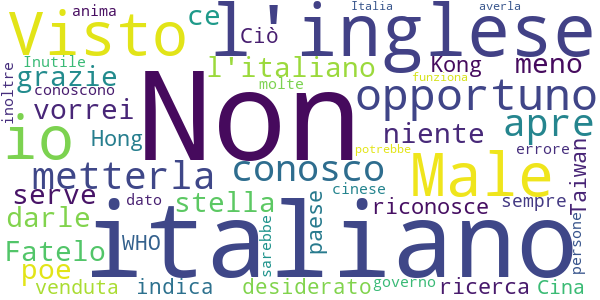 anima Italia averla
Visto ce l'inglese
Ciò
Inutile grazie l'italiano Kong meno
inoltre conoscono molte funziona
vorrei Non opportuno
io Hong niente apre
potrebbe errore
metterla conosco Male Taiwan
serve dato cinese sempre
stella riconosce
darle paese persone
Fatelo WHO sarebbe italiano
poe indica governo ricerca Cina
venduta desiderato